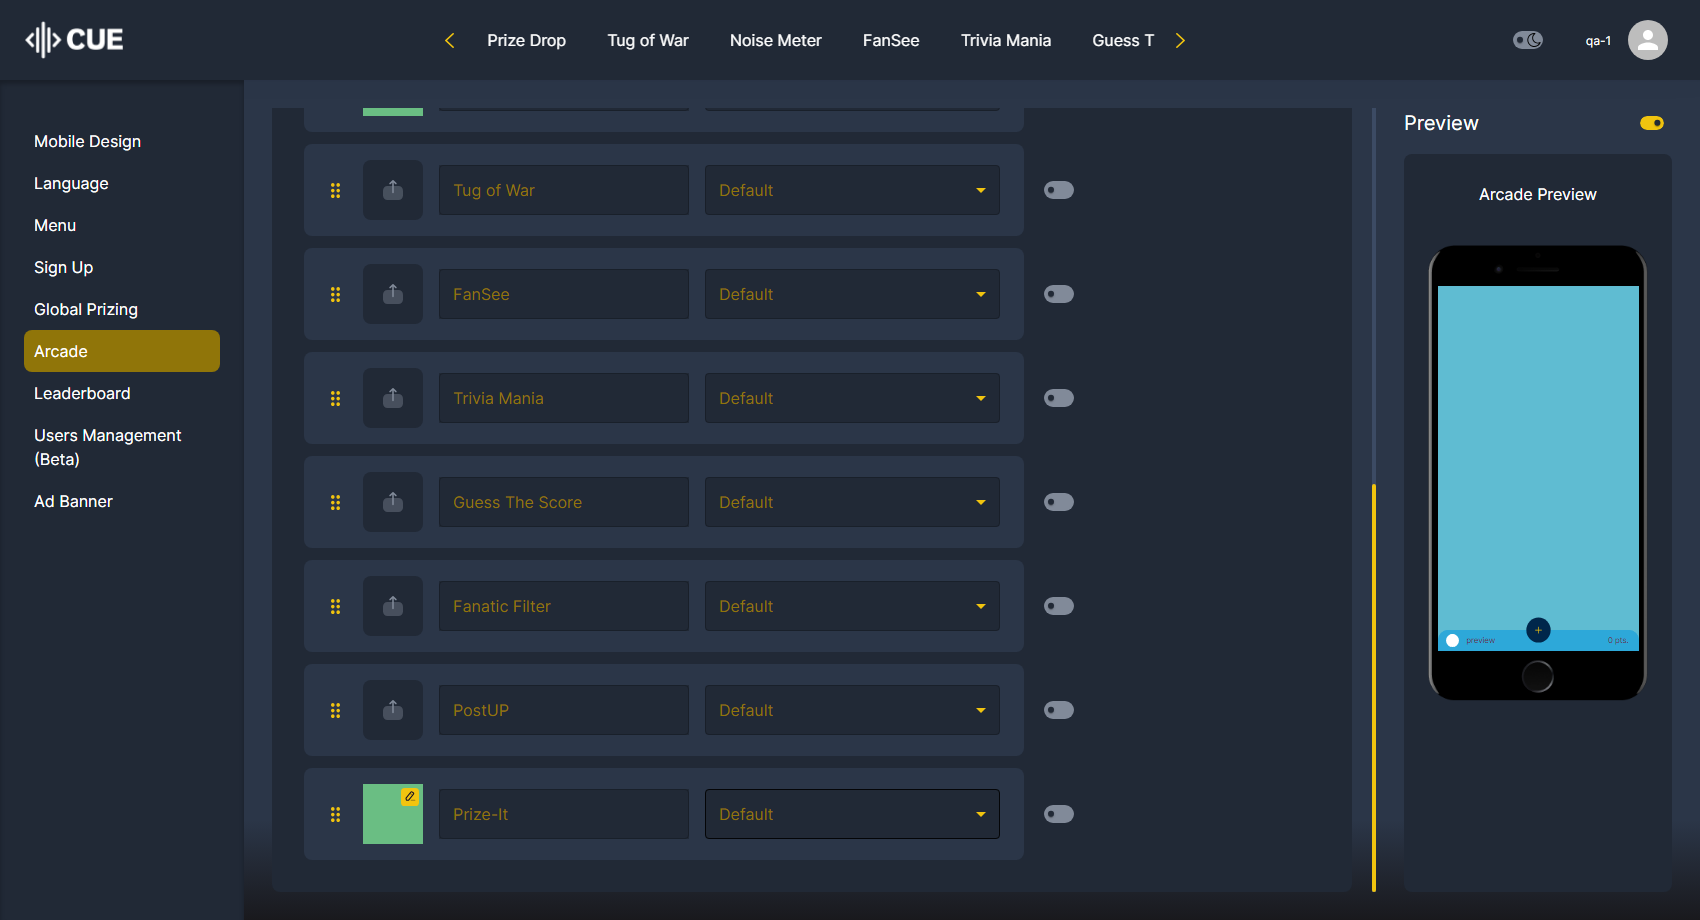 CUE
Prize Drop
Tug of War
Noise Meter
FanSee
Trivia Mania
Guess T
qa-1
Mobile Design
Language
Menu
Sign Up
Global Prizing
Arcade
Leaderboard
Users Management
(Beta)
Ad Banner
Tug of War
Default
FanSee
Default
Trivia Mania
Default
Guess The Score
Default
Fanatic Filter
Default
PostUP
Default
Prize-It
Default
Preview
Arcade Preview
+
preview
0 pts.